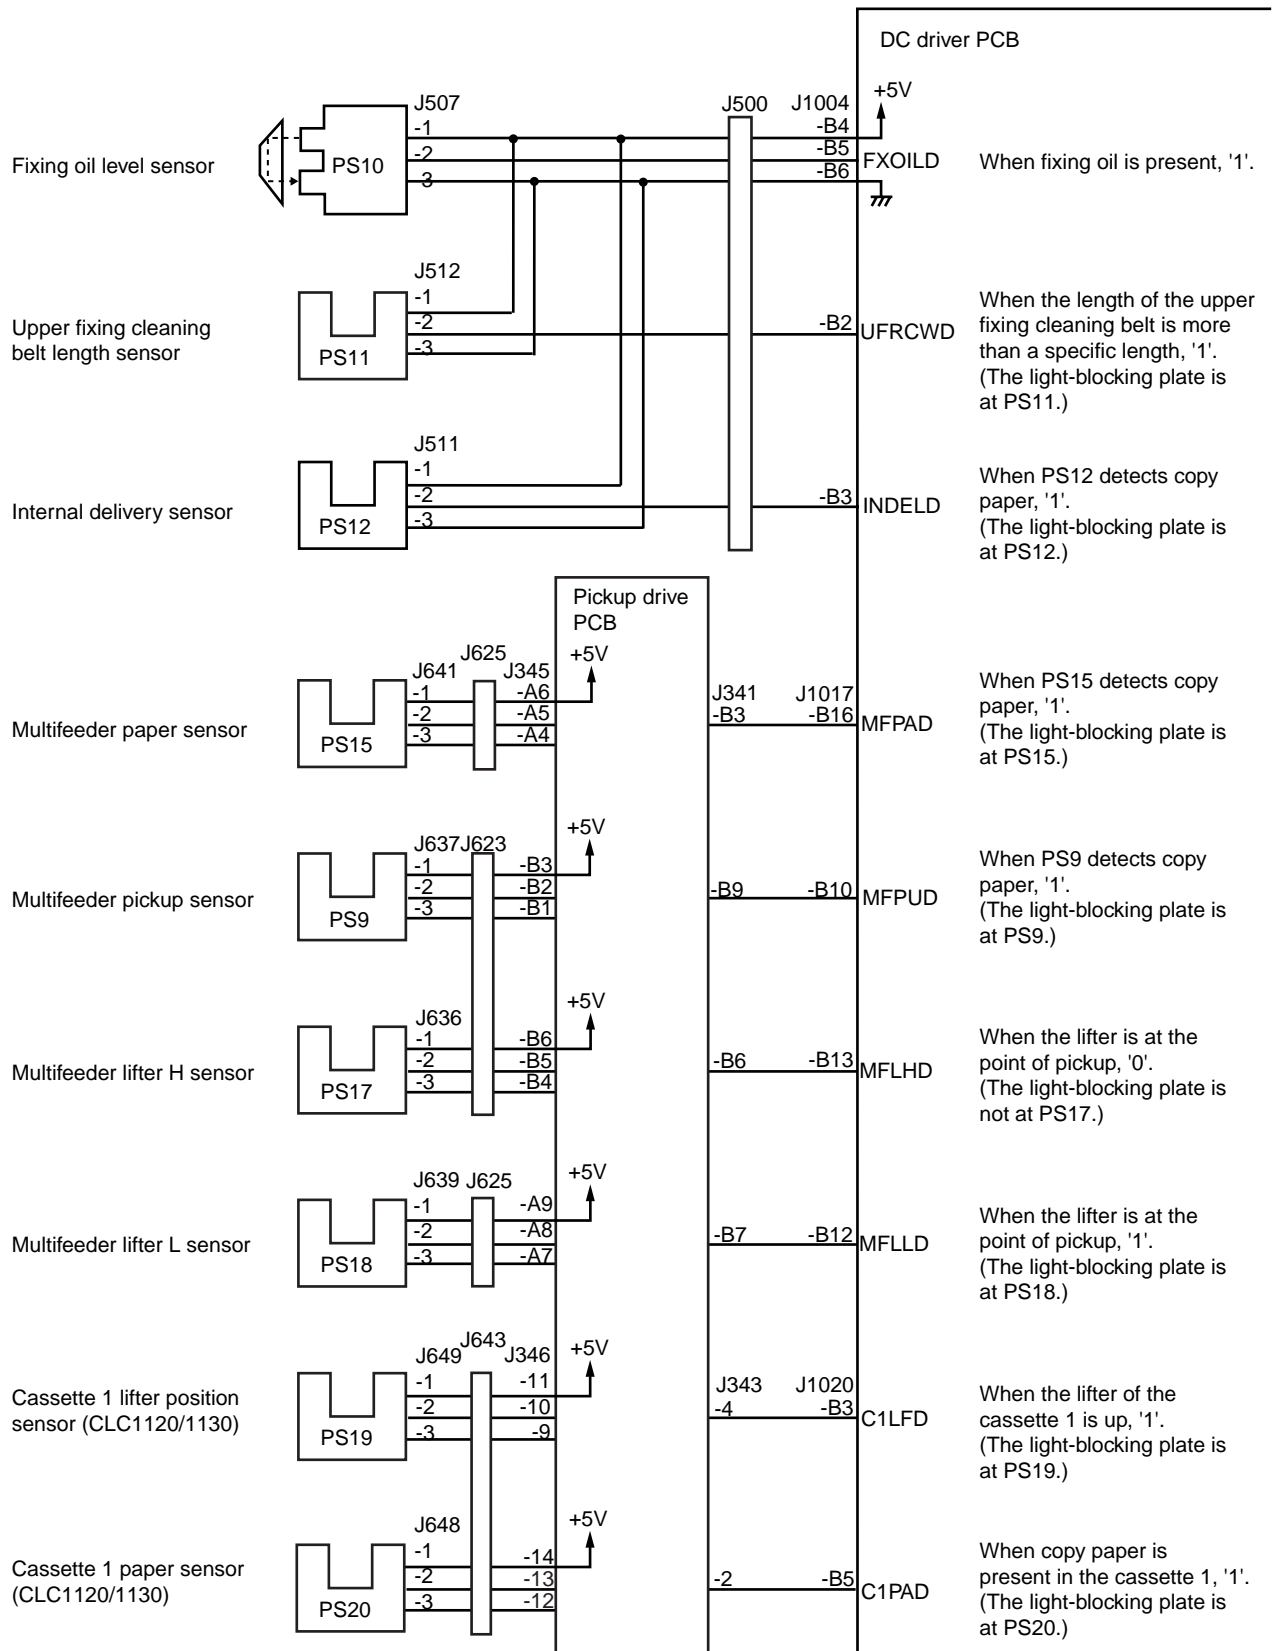 DC driver PCB
+5V
J507
J500
J1004
-1
-B4
Fixing oil level sensor
PS10
-2
-B5
FXOILD
When fixing oil is present, '1'.
-3
-B6
J512
-1
Upper fixing cleaning
belt length sensor
PS11
-2
-3
-B2
UFRCWD
When the length of the upper
fixing cleaning belt is more
than a specific length, '1'.
(The light-blocking plate is
at PS11.)
J511
-1
Internal delivery sensor
PS12
-2
-3
-B3
INDELD
When PS12 detects copy
paper, '1'.
(The light-blocking plate is
at PS12.)
Pickup drive
PCB
+5V
J641
J625
J345
-1
-A6
Multifeeder paper sensor
PS15
-2
-A5
-3
-A4
J341
J1017
-B3
-B16
MFPAD
When PS15 detects copy
paper, '1'.
(The light-blocking plate is
at PS15.)
+5V
J637
J623
-1
-B3
Multifeeder pickup sensor
PS9
-2
-B2
-3
-B1
-B9
-B10
MFPUD
When PS9 detects copy
paper, '1'.
(The light-blocking plate is
at PS9.)
+5V
J636
-1
-B6
Multifeeder lifter H sensor
PS17
-2
-B5
-3
-B4
-B6
-B13
MFLHD
When the lifter is at the
point of pickup, '0'.
(The light-blocking plate is
not at PS17.)
+5V
J639
J625
-1
-A9
Multifeeder lifter L sensor
PS18
-2
-A8
-3
-A7
-B7
-B12
MFLLD
When the lifter is at the
point of pickup, '1'.
(The light-blocking plate is
at PS18.)
+5V
J649
J643
J346
-1
-11
Cassette 1 lifter position
sensor (CLC1120/1130)
PS19
-2
-10
-3
-9
J343
J1020
-4
-B3
C1LFD
When the lifter of the
cassette 1 is up, '1'.
(The light-blocking plate is
at PS19.)
+5V
J648
-1
-14
Cassette 1 paper sensor
(CLC1120/1130)
PS20
-2
-13
-3
-12
-2
-B5
C1PAD
When copy paper is
present in the cassette 1, '1'.
(The light-blocking plate is
at PS20.)